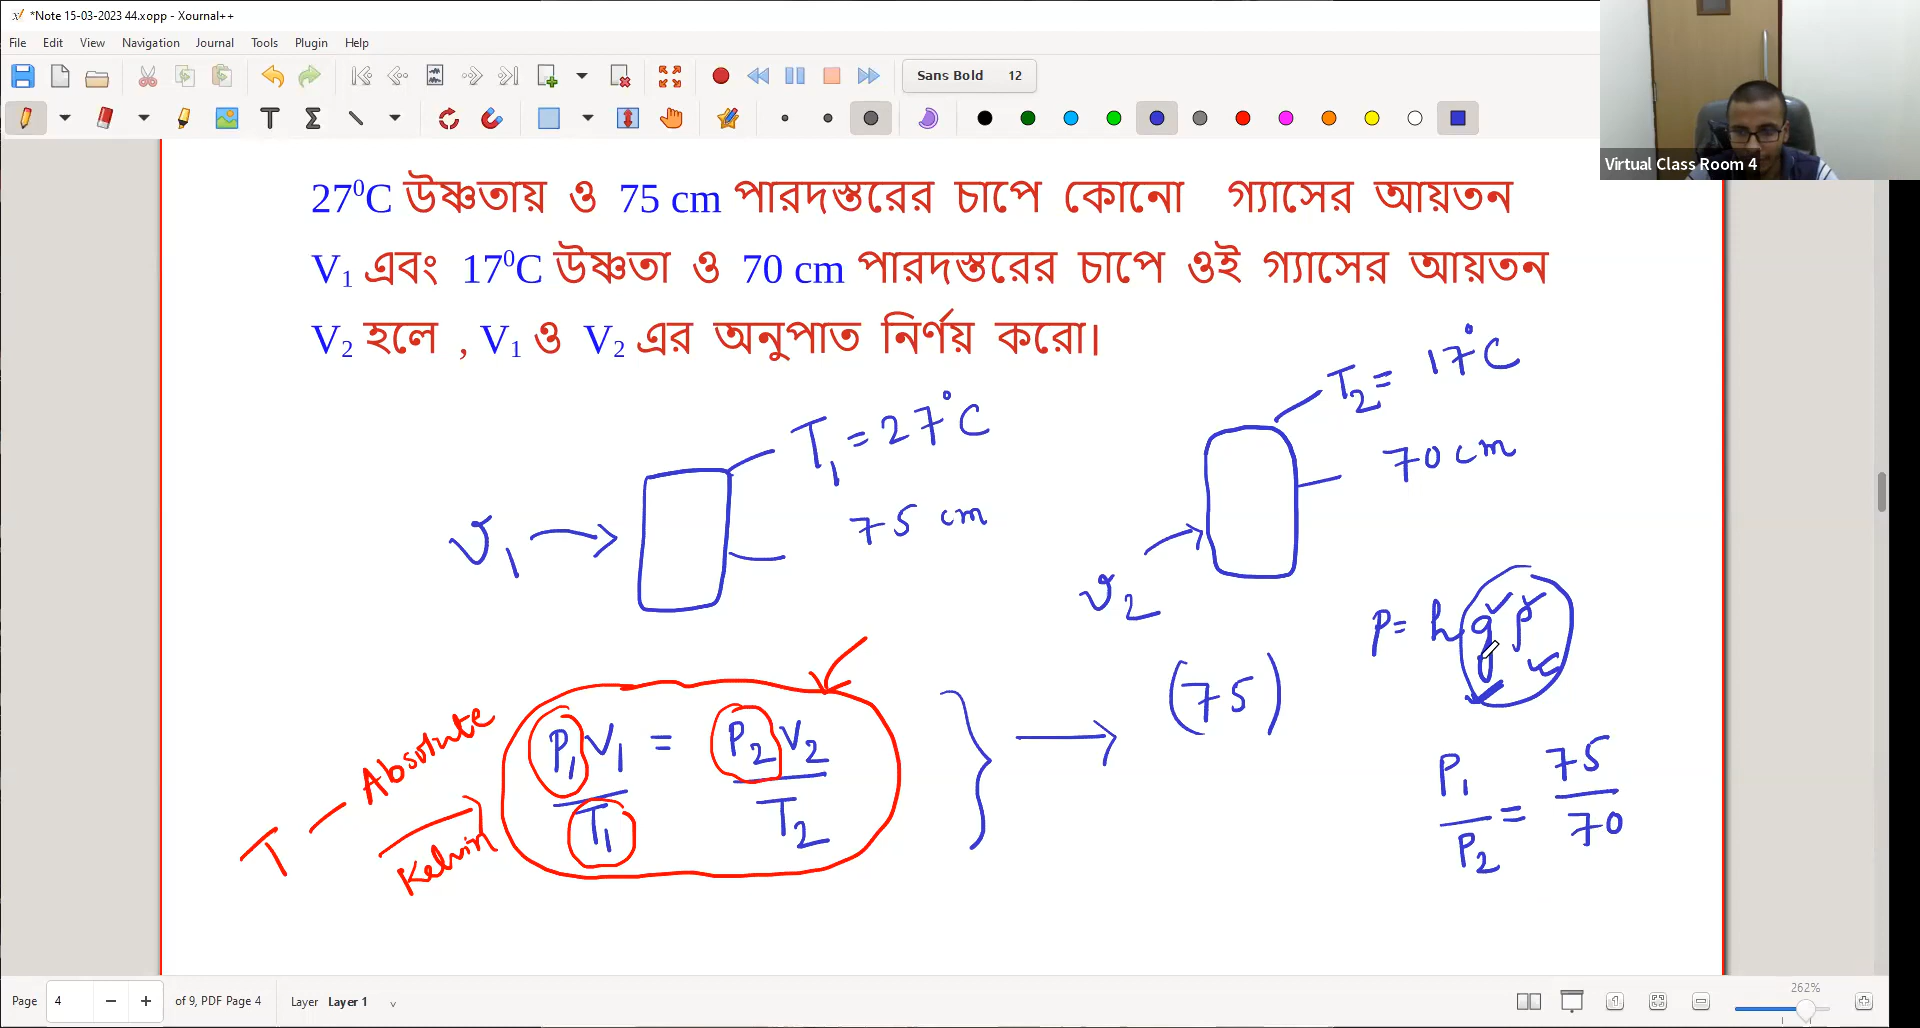 *Note 15-03-2023 44.xopp - Xournal++
File Edit View Navigation Journal Tools Plugin Help
Sans Bold 12
Virtual Class Room 4
27⁰C উষ্ণতায় ও 75 cm পারদস্তরের চাপে কোনো গ্যাসের আয়তন
V₁ এবং 17⁰C উষ্ণতা ও 70 cm পারদস্তরের চাপে ওই গ্যাসের আয়তন
V₂ হলে , V₁ ও V₂ এর অনুপাত নির্ণয় করো।
T₁ = 27°C
75 cm
V₁
T₂ = 17°C
70 cm
V₂
P = hgρ
T — Absolute
Kelvin
P₁V₁ = P₂V₂
T₁ T₂
(75)
P₁ = 75
P₂ 70
Page 4 of 9, PDF Page 4 Layer Layer 1 262%